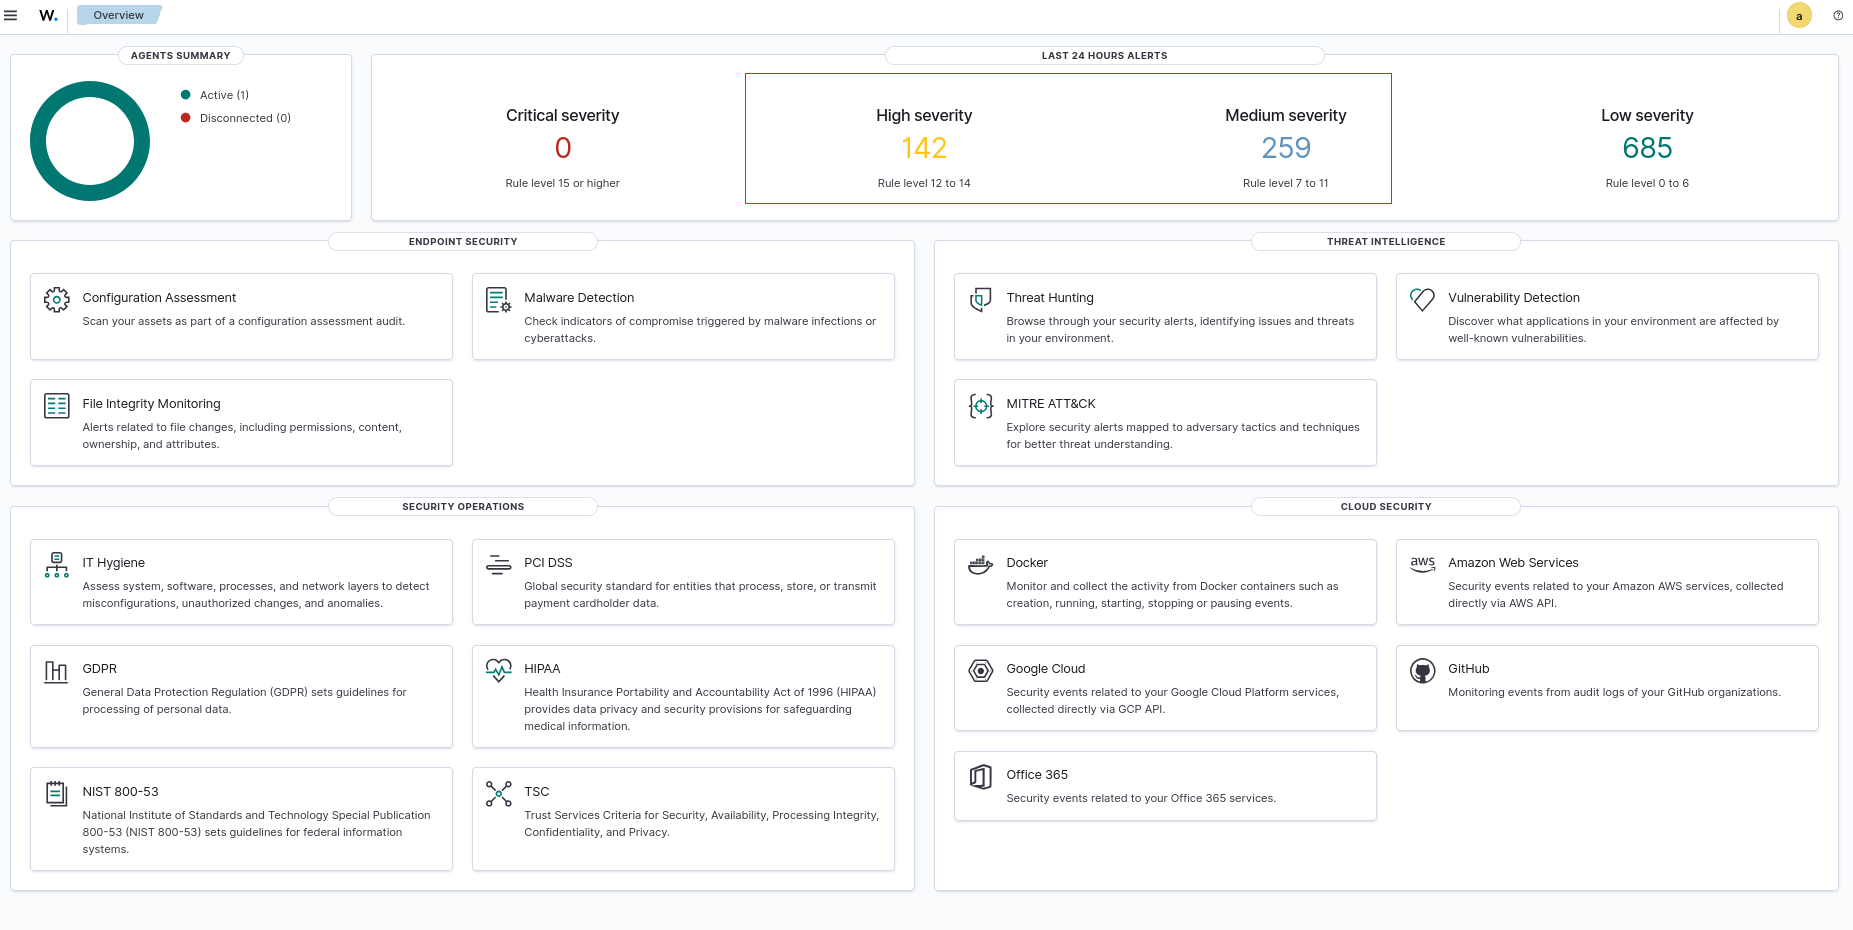 W.
Overview
a
AGENTS SUMMARY
Active (1)
Disconnected (0)
LAST 24 HOURS ALERTS
Critical severity
0
Rule level 15 or higher
High severity
142
Rule level 12 to 14
Medium severity
259
Rule level 7 to 11
Low severity
685
Rule level 0 to 6
ENDPOINT SECURITY
Configuration Assessment
Scan your assets as part of a configuration assessment audit.
Malware Detection
Check indicators of compromise triggered by malware infections or
cyberattacks.
File Integrity Monitoring
Alerts related to file changes, including permissions, content,
ownership, and attributes.
THREAT INTELLIGENCE
Threat Hunting
Browse through your security alerts, identifying issues and threats
in your environment.
Vulnerability Detection
Discover what applications in your environment are affected by
well-known vulnerabilities.
MITRE ATT&CK
Explore security alerts mapped to adversary tactics and techniques
for better threat understanding.
SECURITY OPERATIONS
IT Hygiene
Assess system, software, processes, and network layers to detect
misconfigurations, unauthorized changes, and anomalies.
PCI DSS
Global security standard for entities that process, store, or transmit
payment cardholder data.
GDPR
General Data Protection Regulation (GDPR) sets guidelines for
processing of personal data.
HIPAA
Health Insurance Portability and Accountability Act of 1996 (HIPAA)
provides data privacy and security provisions for safeguarding
medical information.
NIST 800-53
National Institute of Standards and Technology Special Publication
800-53 (NIST 800-53) sets guidelines for federal information
systems.
TSC
Trust Services Criteria for Security, Availability, Processing Integrity,
Confidentiality, and Privacy.
CLOUD SECURITY
Docker
Monitor and collect the activity from Docker containers such as
creation, running, starting, stopping or pausing events.
aws
Amazon Web Services
Security events related to your Amazon AWS services, collected
directly via AWS API.
Google Cloud
Security events related to your Google Cloud Platform services,
collected directly via GCP API.
GitHub
Monitoring events from audit logs of your GitHub organizations.
Office 365
Security events related to your Office 365 services.